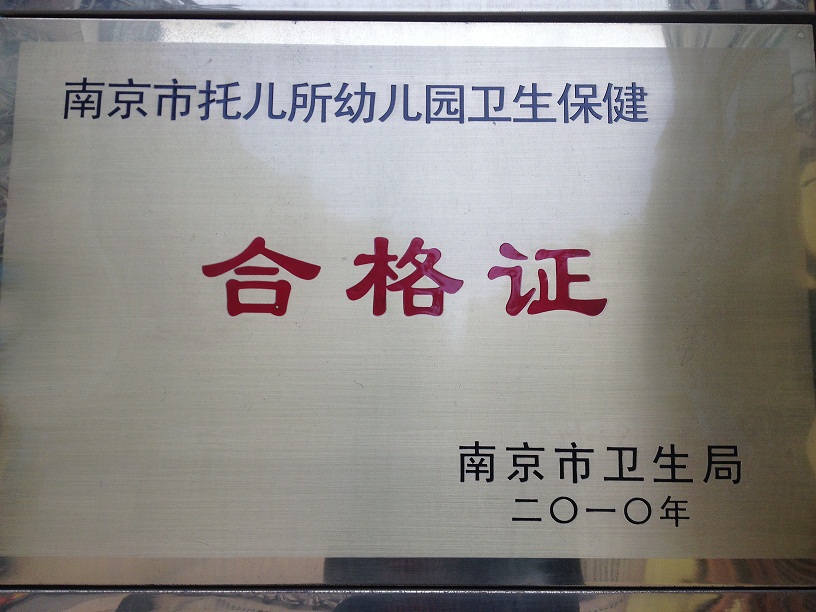 南京市托儿所幼儿园卫生保健
合格证
南京市卫生局
二〇一〇年